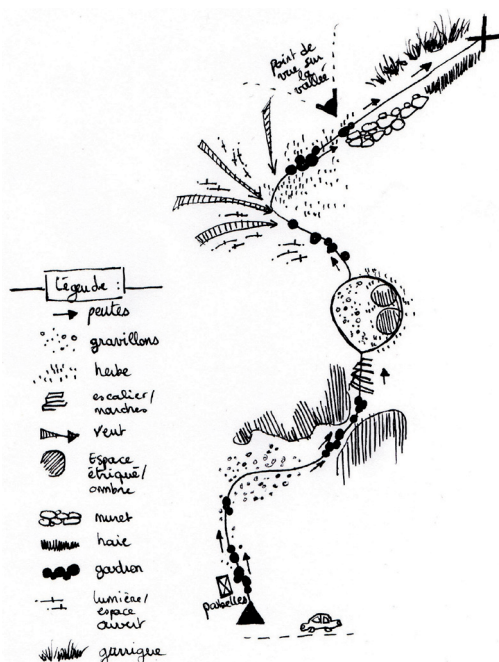 Point de
vue sur
la
vallée
Légende :
pentes
gravillons
herbe
escalier/
marches
vent
Espace
étriqué/
ombre
muret
haie
goudron
lumière/
espace
ouvert
garrigue
poubelles